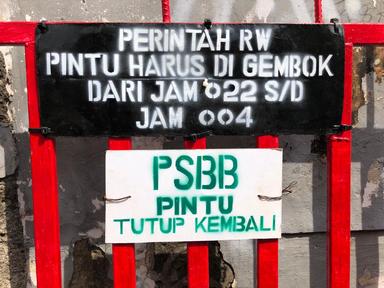 PERINTAH RW
PINTU HARUS DI GEMBOK
DARI JAM 022 S/D
JAM 004
PSBB
PINTU
TUTUP KEMBALI